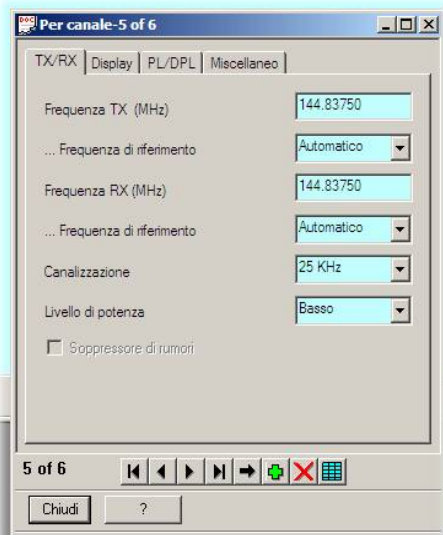 Per canale-5 of 6
TX/RX Display PL/DPL Miscellaneo
Frequenza TX (MHz) 144.83750
... Frequenza di riferimento Automatico
Frequenza RX (MHz) 144.83750
... Frequenza di riferimento Automatico
Canalizzazione 25 KHz
Livello di potenza Basso
Soppressore di rumori
5 of 6
Chiudi ?